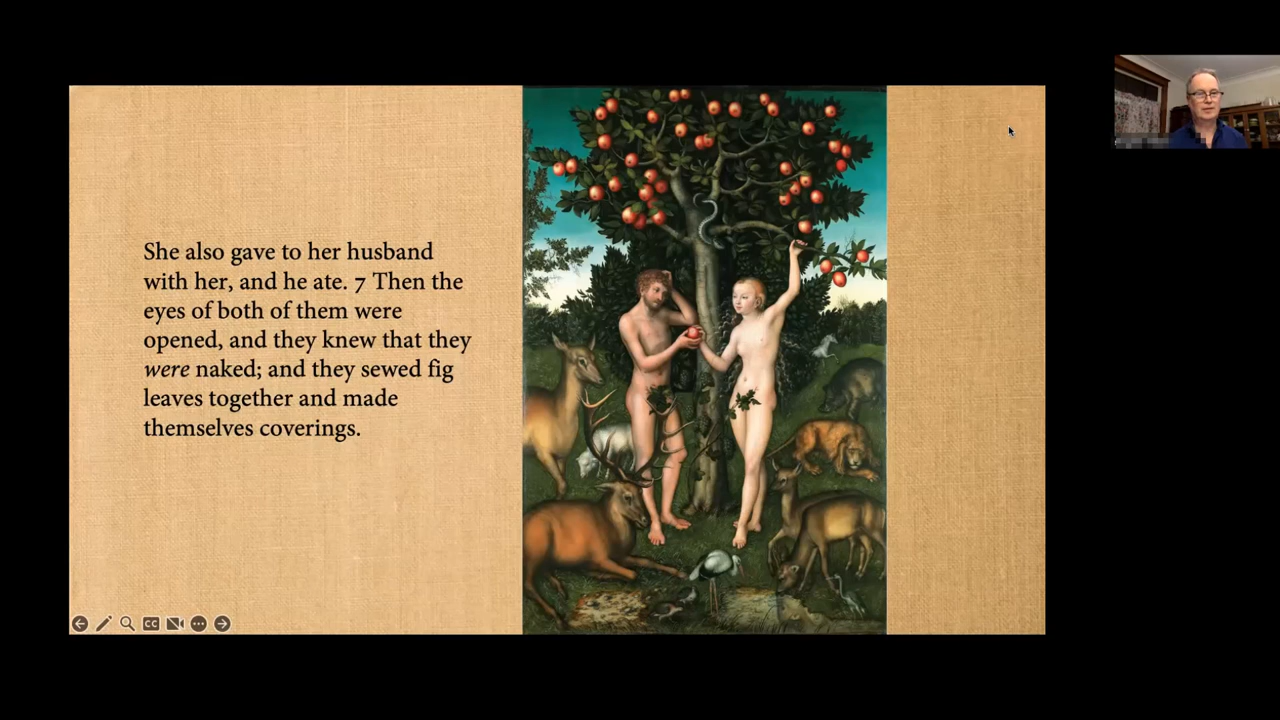 She also gave to her husband
with her, and he ate. 7 Then the
eyes of both of them were
opened, and they knew that they
were naked; and they sewed fig
leaves together and made
themselves coverings.
CC